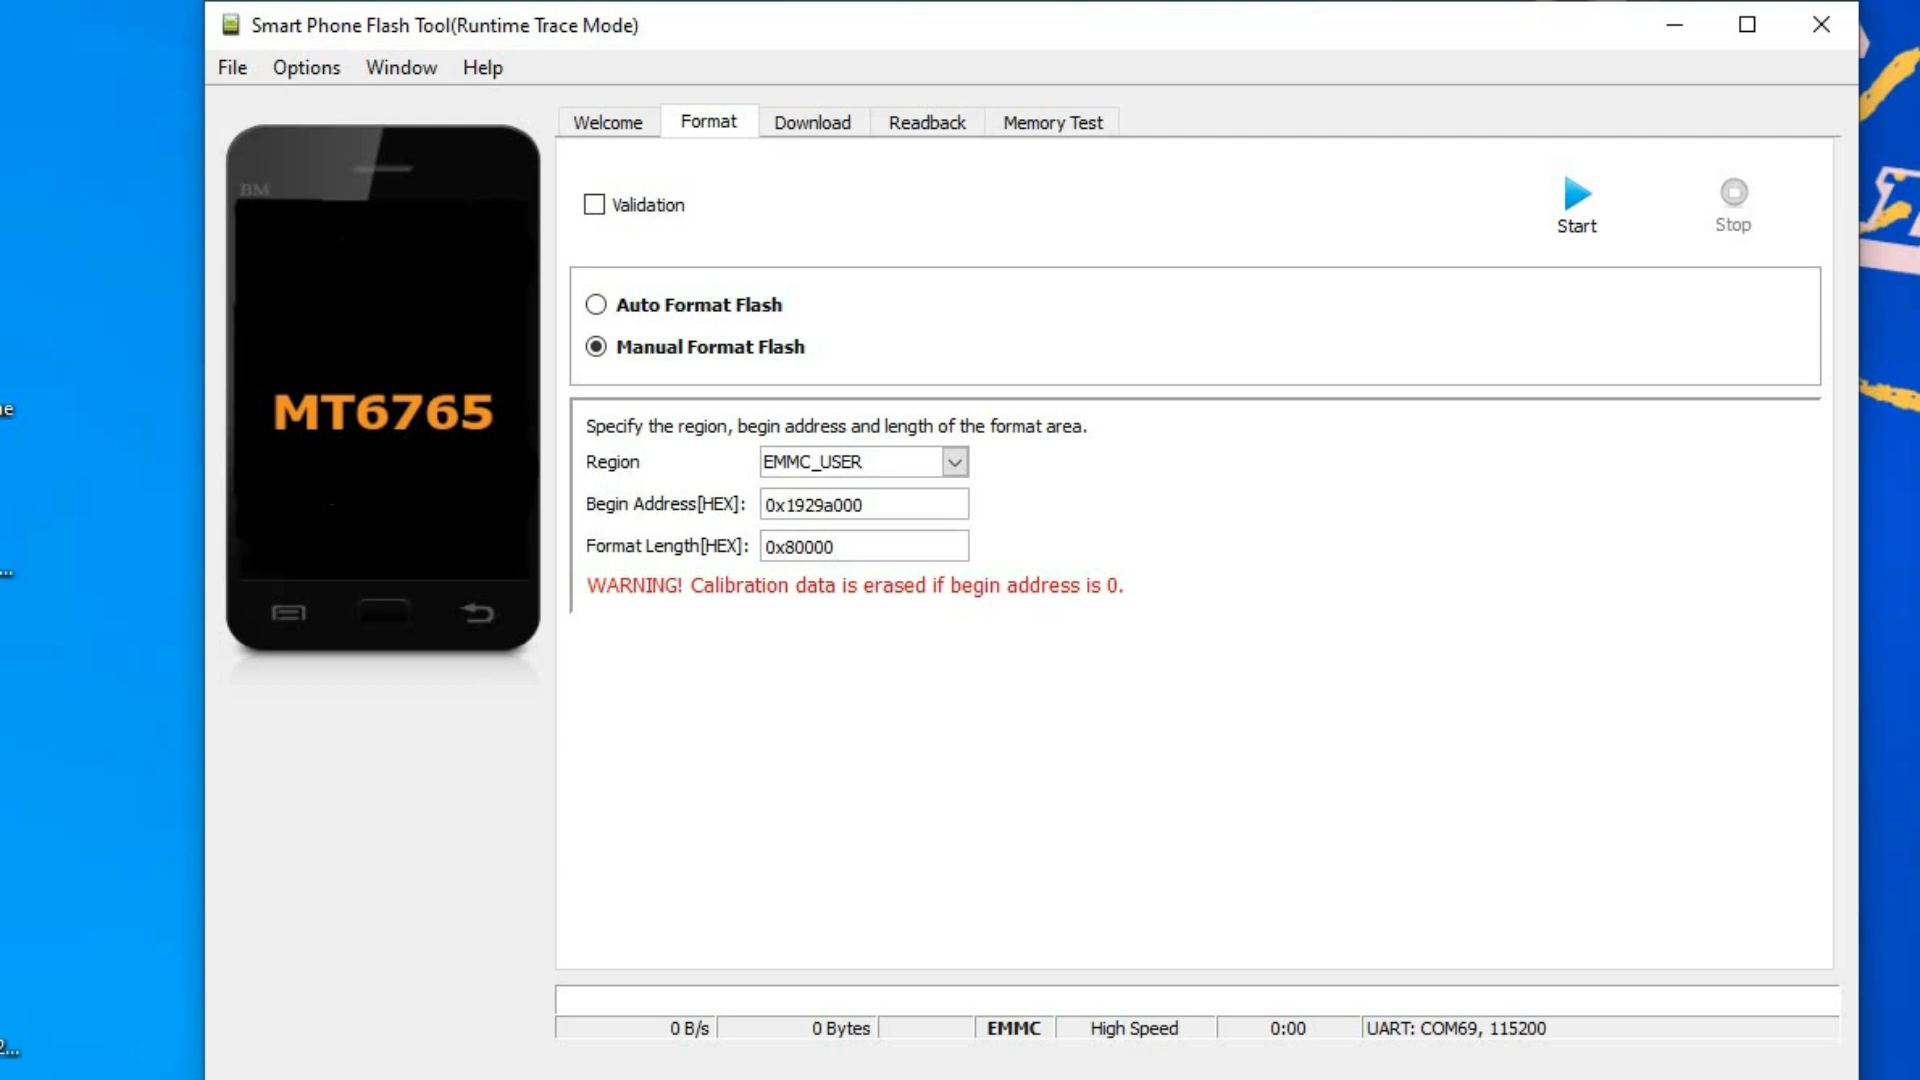 Smart Phone Flash Tool(Runtime Trace Mode)
File Options Window Help
Welcome Format Download Readback Memory Test
BM
Validation
Start
Stop
Auto Format Flash
Manual Format Flash
MT6765
Specify the region, begin address and length of the format area.
Region EMMC_USER
Begin Address[HEX]: 0x1929a000
Format Length[HEX]: 0x80000
WARNING! Calibration data is erased if begin address is 0.
0 B/s 0 Bytes EMMC High Speed 0:00 UART: COM69, 115200